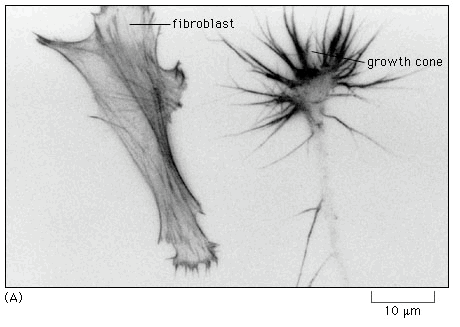 fibroblast
growth cone
(A)
10 μm